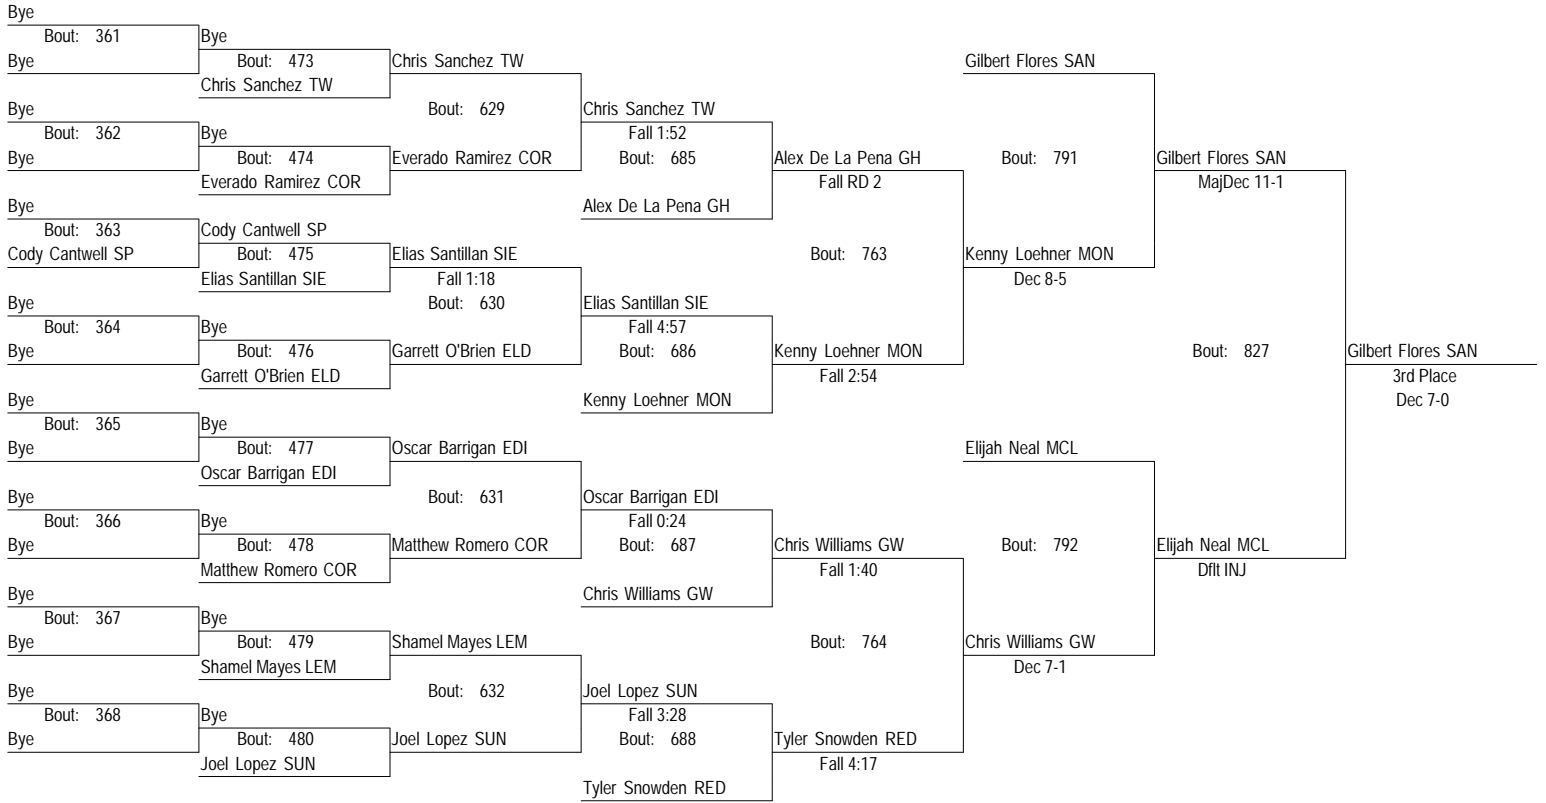 Bye
Bout: 361
Bye
Bye
Bout: 473
Chris Sanchez TW
Chris Sanchez TW
Gilbert Flores SAN
Bye
Bout: 629
Chris Sanchez TW
Bout: 362
Bye
Fall 1:52
Bye
Bout: 474
Everado Ramirez COR
Bout: 685
Alex De La Pena GH
Bout: 791
Gilbert Flores SAN
Everado Ramirez COR
Fall RD 2
MajDec 11-1
Bye
Alex De La Pena GH
Bout: 363
Cody Cantwell SP
Cody Cantwell SP
Bout: 475
Elias Santillan SIE
Bout: 763
Kenny Loehner MON
Elias Santillan SIE
Fall 1:18
Dec 8-5
Bye
Bout: 630
Elias Santillan SIE
Bout: 364
Bye
Fall 4:57
Bye
Bout: 476
Garrett O'Brien ELD
Bout: 686
Kenny Loehner MON
Bout: 827
Gilbert Flores SAN
Garrett O'Brien ELD
Fall 2:54
3rd Place
Bye
Kenny Loehner MON
Dec 7-0
Bout: 365
Bye
Bye
Bout: 477
Oscar Barrigan EDI
Elijah Neal MCL
Oscar Barrigan EDI
Bye
Bout: 631
Oscar Barrigan EDI
Bout: 366
Bye
Fall 0:24
Bye
Bout: 478
Matthew Romero COR
Bout: 687
Chris Williams GW
Bout: 792
Elijah Neal MCL
Matthew Romero COR
Fall 1:40
Dflt INJ
Bye
Chris Williams GW
Bout: 367
Bye
Bye
Bout: 479
Shamel Mayes LEM
Bout: 764
Chris Williams GW
Shamel Mayes LEM
Dec 7-1
Bye
Bout: 632
Joel Lopez SUN
Bout: 368
Bye
Fall 3:28
Bye
Bout: 480
Joel Lopez SUN
Bout: 688
Tyler Snowden RED
Joel Lopez SUN
Fall 4:17
Tyler Snowden RED